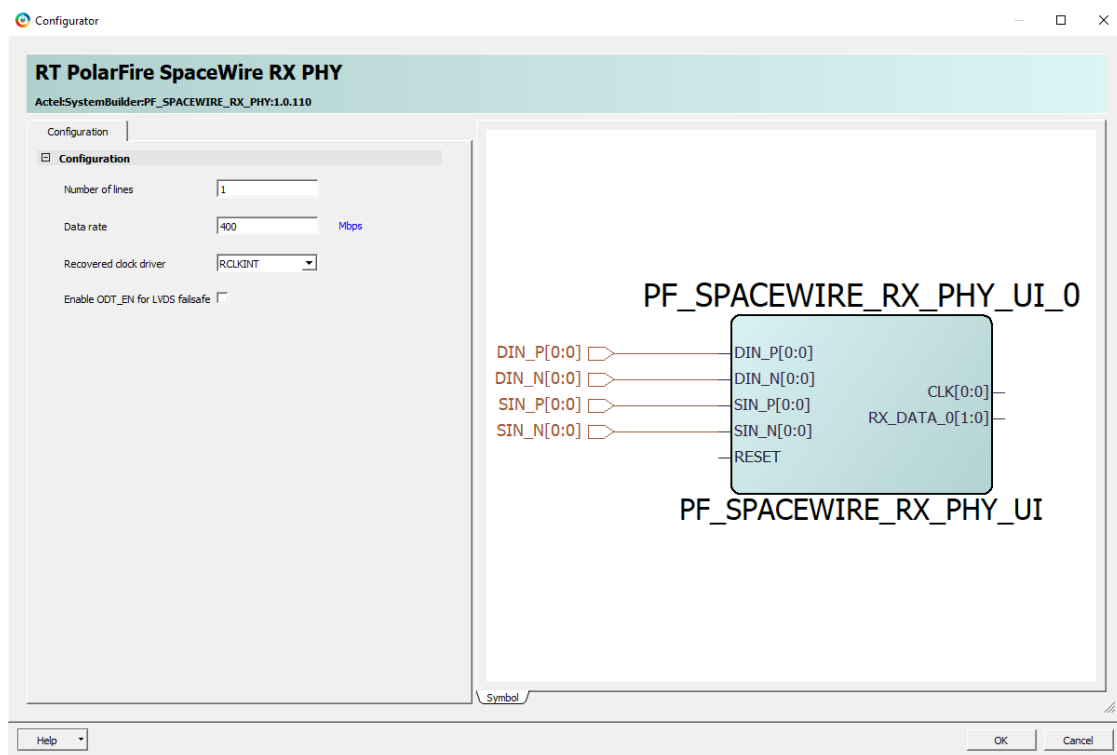 Configurator
RT PolarFire SpaceWire RX PHY
Actel:SystemBuilder:PF_SPACEWIRE_RX_PHY:1.0.110
Configuration
Configuration
Number of lines 1
Data rate 400 Mbps
Recovered clock driver RCLKINT
Enable ODT_EN for LVDS failsafe
PF_SPACEWIRE_RX_PHY_UI_0
DIN_P[0:0] DIN_P[0:0]
DIN_N[0:0] DIN_N[0:0]
CLK[0:0]
SIN_P[0:0] SIN_P[0:0]
RX_DATA_0[1:0]
SIN_N[0:0] SIN_N[0:0]
RESET
PF_SPACEWIRE_RX_PHY_UI
Symbol
Help OK Cancel